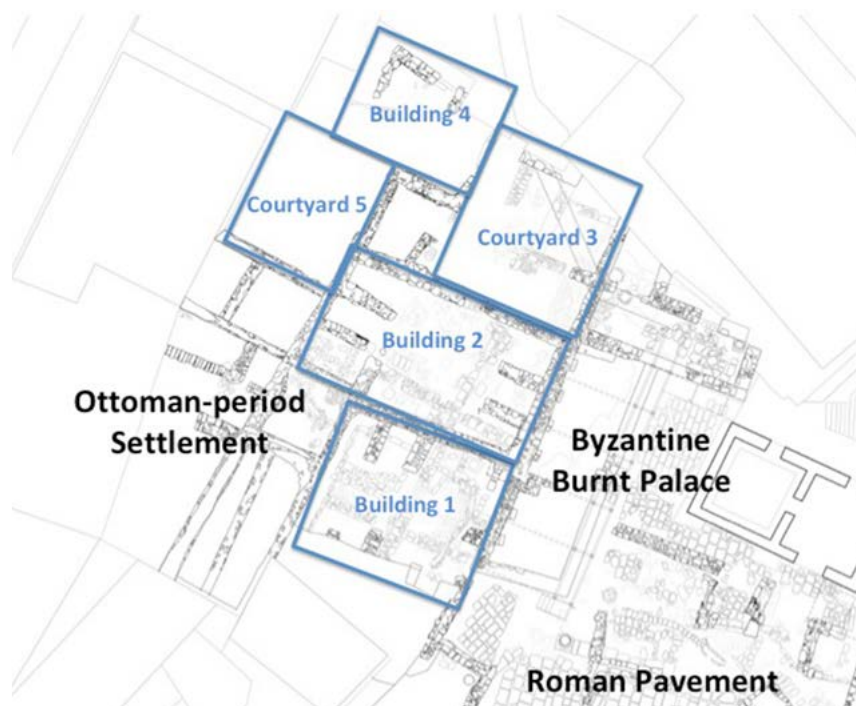 Building 4
Courtyard 5
Courtyard 3
Building 2
Ottoman-period
Settlement
Byzantine
Burnt Palace
Building 1
Roman Pavement